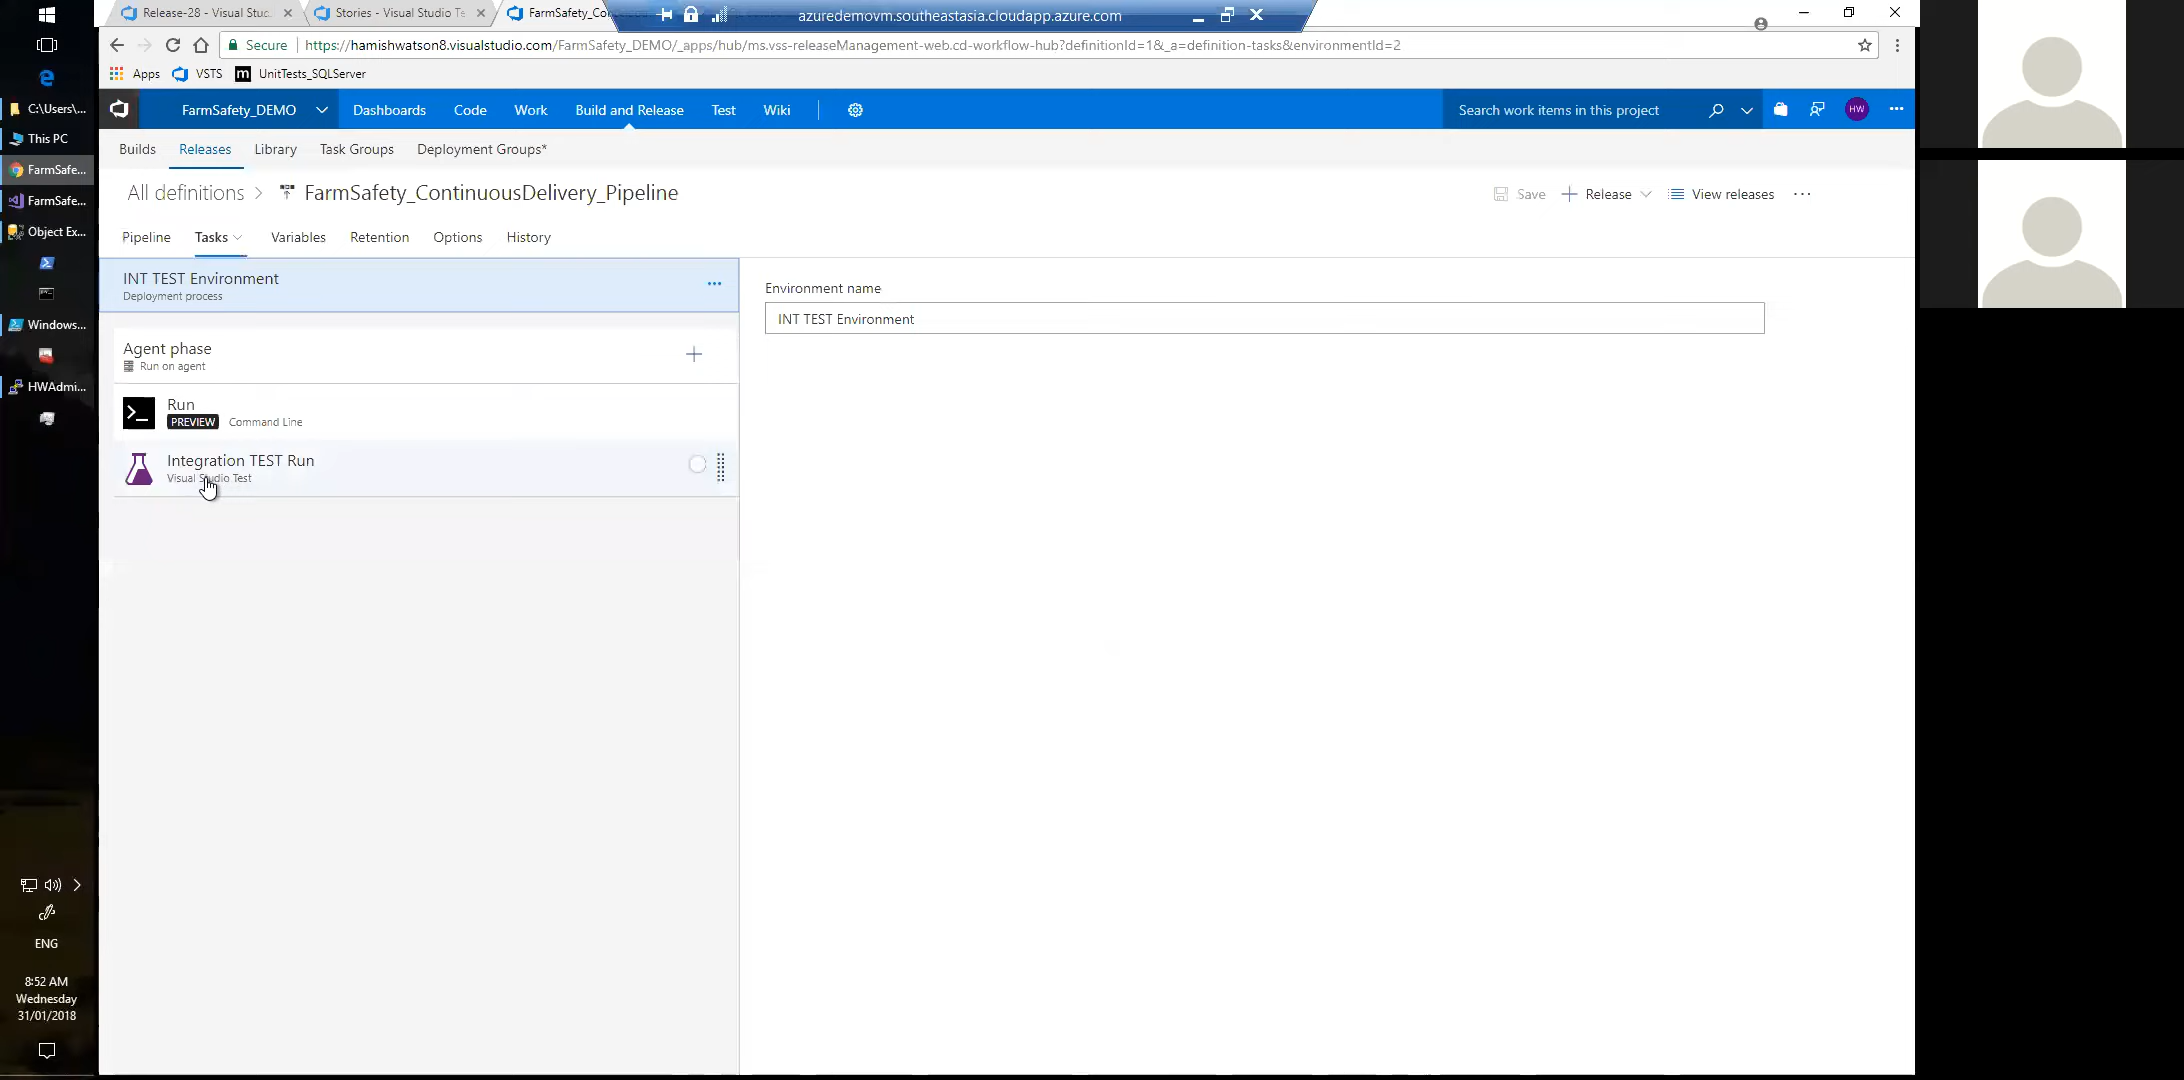 Release-28 - Visual Stud
Stories - Visual Studio Te
FarmSafety_Co
azuredemovm.southeastasia.cloudapp.azure.com
Secure
https://hamishwatson8.visualstudio.com/FarmSafety_DEMO/_apps/hub/ms.vss-releaseManagement-web.cd-workflow-hub?definitionId=1&_a=definition-tasks&environmentId=2
Apps
VSTS
m
UnitTests_SQLServer
FarmSafety_DEMO
Dashboards
Code
Work
Build and Release
Test
Wiki
Search work items in this project
HW
Builds
Releases
Library
Task Groups
Deployment Groups*
All definitions
FarmSafety_ContinuousDelivery_Pipeline
Save
Release
View releases
Pipeline
Tasks
Variables
Retention
Options
History
INT TEST Environment
Deployment process
Agent phase
Run on agent
Run
PREVIEW Command Line
Integration TEST Run
Visual Studio Test
Environment name
INT TEST Environment
C:\Users\...
This PC
FarmSafe...
FarmSafe...
Object Ex...
Windows...
HWAdmi...
ENG
8:52 AM
Wednesday
31/01/2018